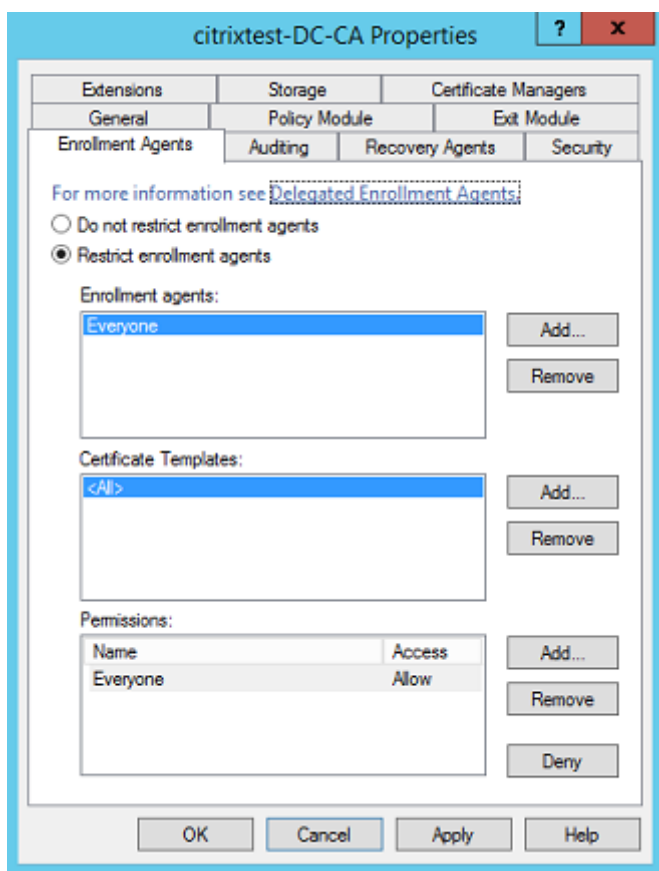 citrixtest-DC-CA Properties
? x
Extensions Storage Certificate Managers
General Policy Module Exit Module
Enrollment Agents Auditing Recovery Agents Security
For more information see Delegated Enrollment Agents.
Do not restrict enrollment agents
Restrict enrollment agents
Enrollment agents:
Everyone
Add...
Remove
Certificate Templates:
<All>
Add...
Remove
Permissions:
Name Access
Everyone Allow
Add...
Remove
Deny
OK Cancel Apply Help